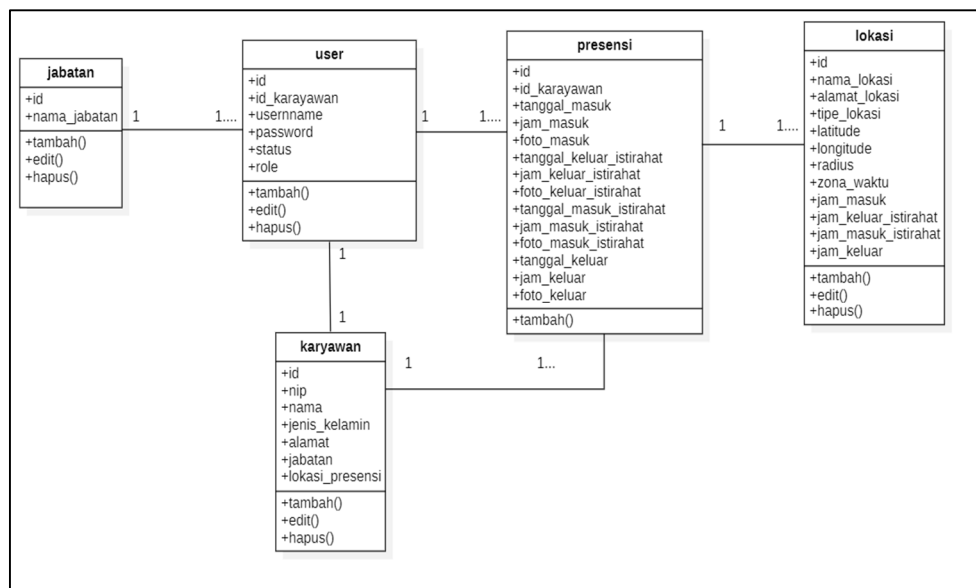 jabatan
+id
+nama_jabatan
+tambah()
+edit()
+hapus()
1
1....
user
+id
+id_karayawan
+usernname
+password
+status
+role
+tambah()
+edit()
+hapus()
1
1....
presensi
+id
+id_karayawan
+tanggal_masuk
+jam_masuk
+foto_masuk
+tanggal_keluar_istirahat
+jam_keluar_istirahat
+foto_keluar_istirahat
+tanggal_masuk_istirahat
+jam_masuk_istirahat
+foto_masuk_istirahat
+tanggal_keluar
+jam_keluar
+foto_keluar
+tambah()
1
1....
lokasi
+id
+nama_lokasi
+alamat_lokasi
+tipe_lokasi
+latitude
+longitude
+radius
+zona_waktu
+jam_masuk
+jam_keluar_istirahat
+jam_masuk_istirahat
+jam_keluar
+tambah()
+edit()
+hapus()
1
1
karyawan
+id
+nip
+nama
+jenis_kelamin
+alamat
+jabatan
+lokasi_presensi
+tambah()
+edit()
+hapus()
1
1...